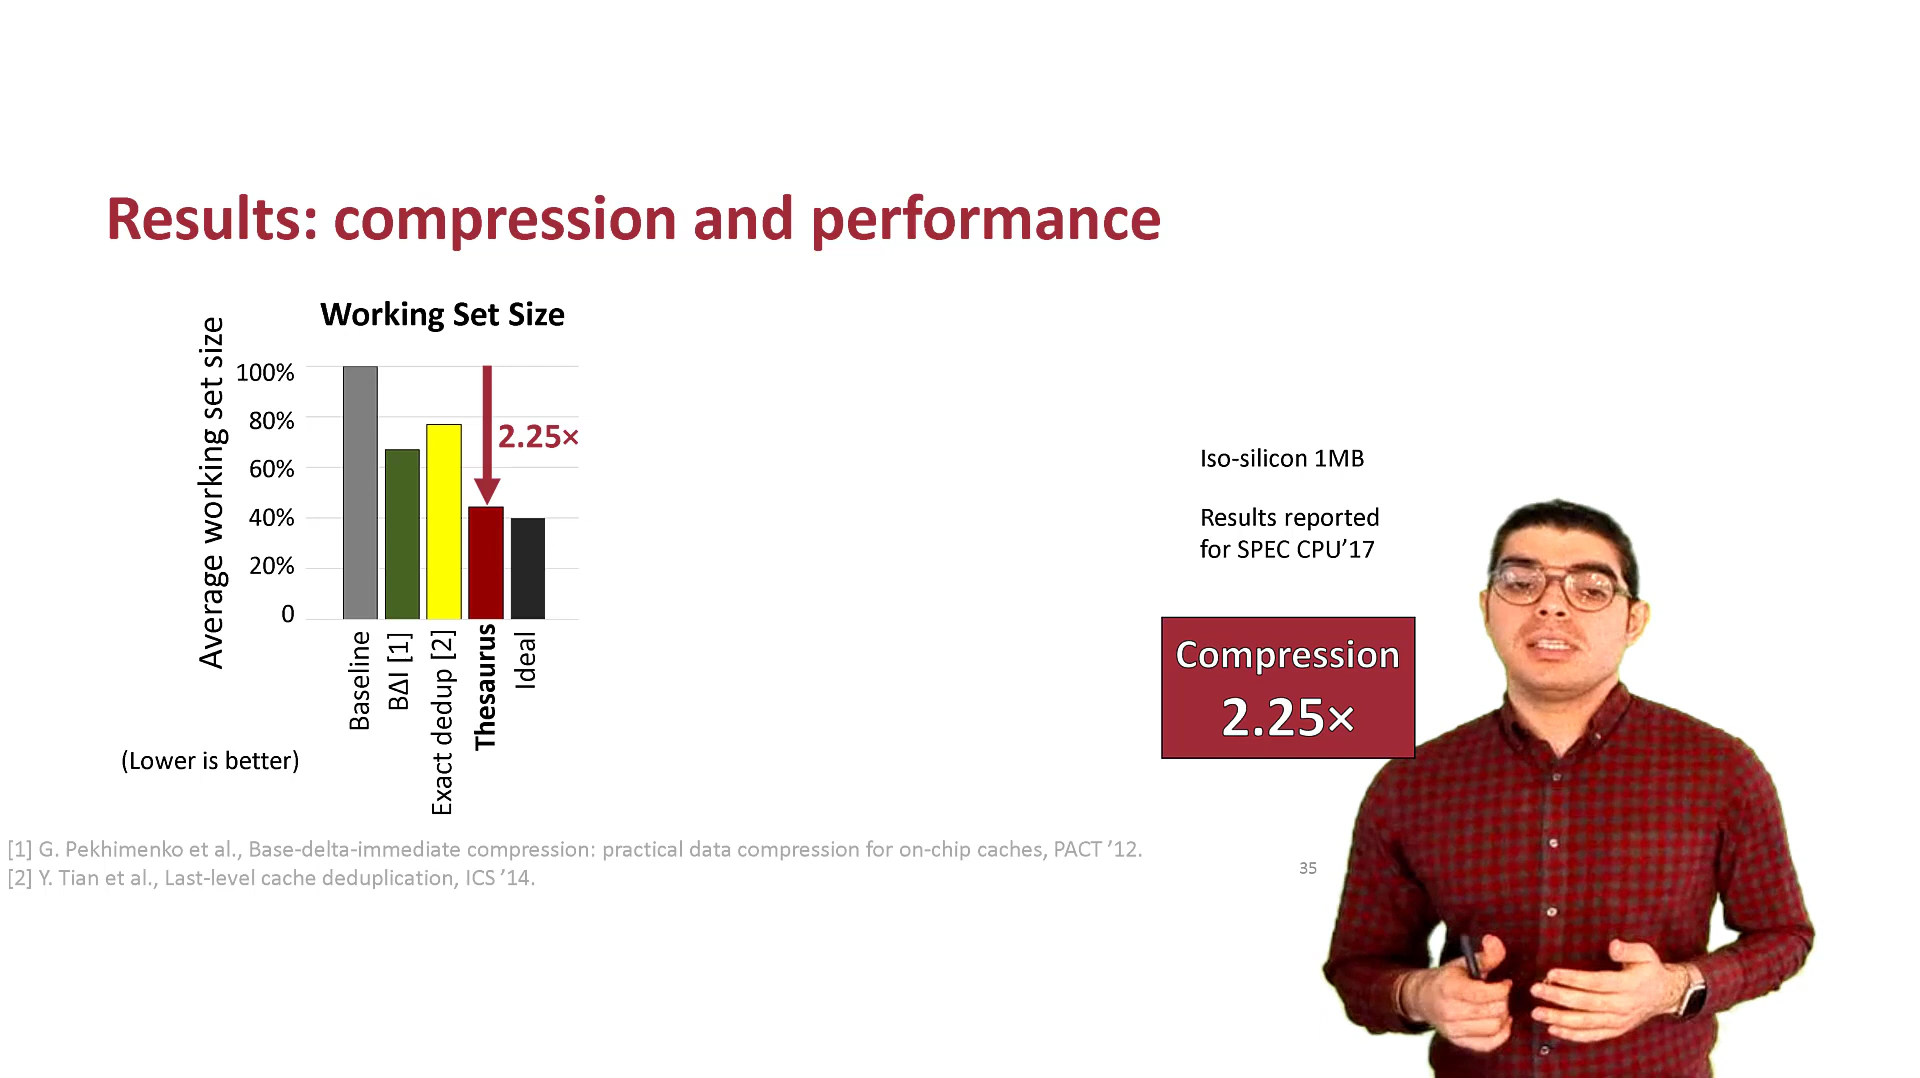 Results: compression and performance
Working Set Size
Average working set size
100%
80%
60%
40%
20%
0
2.25×
Baseline
BΔI [1]
Exact dedup [2]
Thesaurus
Ideal
(Lower is better)
Iso-silicon 1MB
Results reported
for SPEC CPU’17
Compression
2.25×
[1] G. Pekhimenko et al., Base-delta-immediate compression: practical data compression for on-chip caches, PACT ’12.
[2] Y. Tian et al., Last-level cache deduplication, ICS ’14.
35